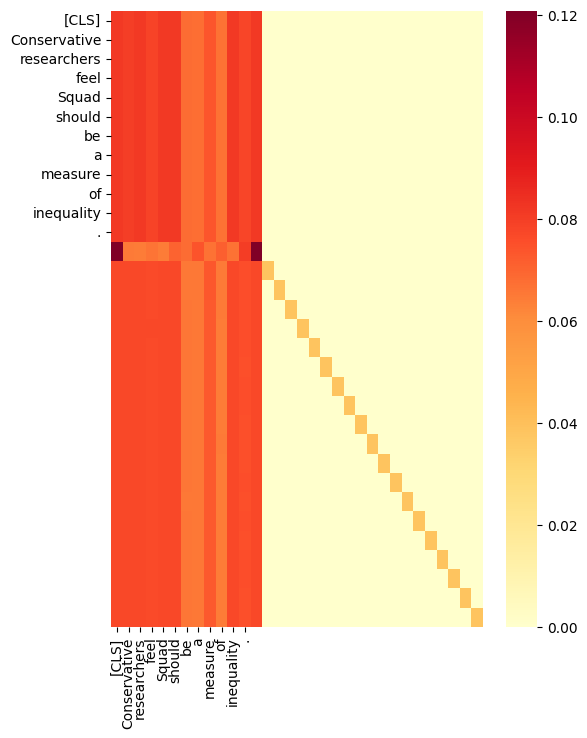 [CLS]
Conservative
researchers
feel
Squad
should
be
a
measure
of
inequality
.
[CLS]
Conservative
researchers
feel
Squad
should
be
a
measure
of
inequality
.
0.12
0.10
0.08
0.06
0.04
0.02
0.00